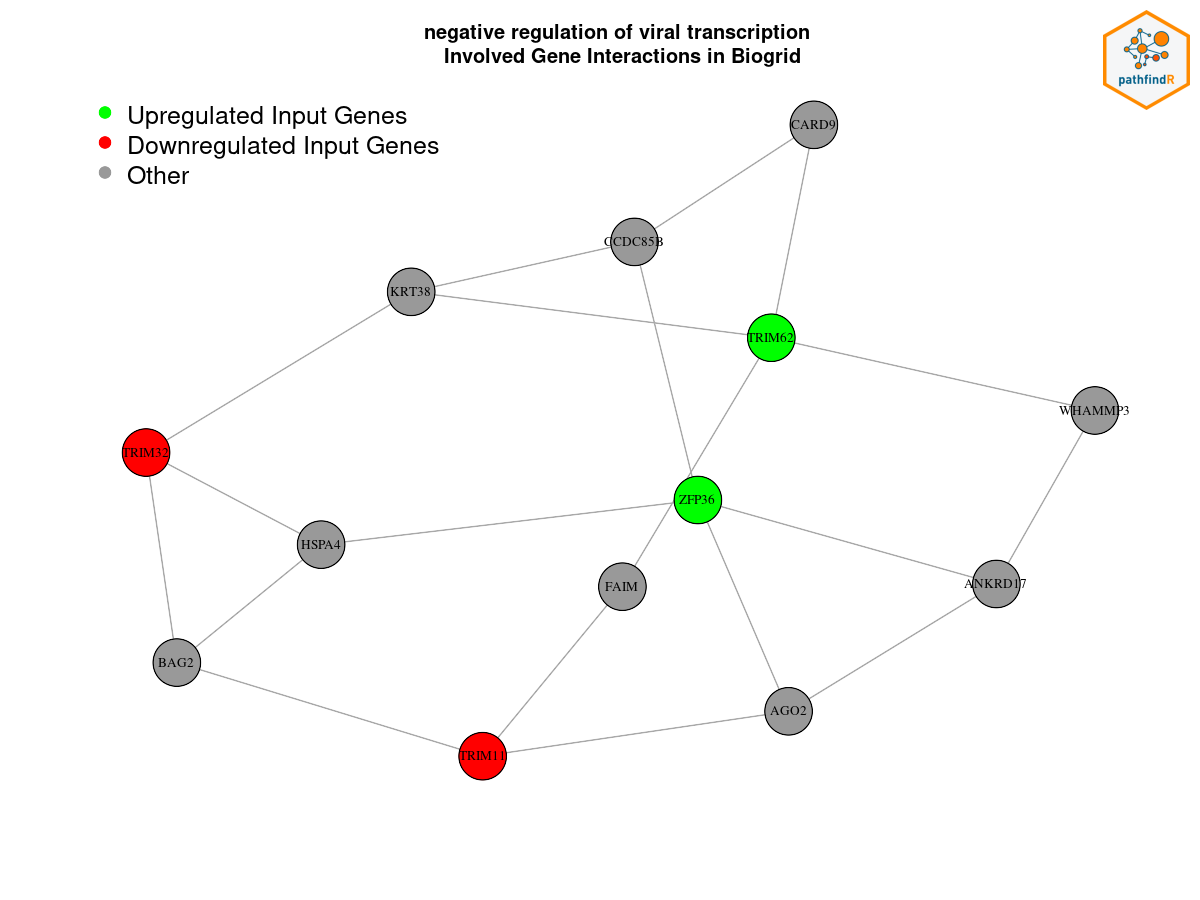 negative regulation of viral transcription
Involved Gene Interactions in Biogrid
pathfindR
Upregulated Input Genes
Downregulated Input Genes
Other
CARD9
CCDC85B
KRT38
TRIM62
WHAMMP3
TRIM32
ZFP36
HSPA4
FAIM
ANKRD17
BAG2
AGO2
TRIM11